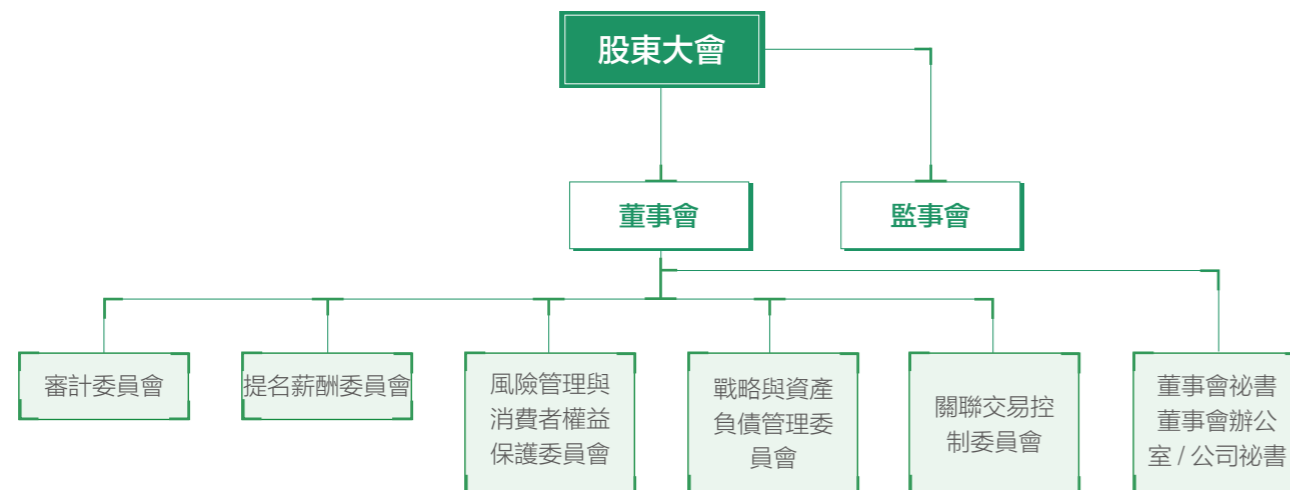 股東大會
董事會
監事會
審計委員會
提名薪酬委員會
風險管理與
消費者權益
保護委員會
戰略與資產
負債管理委
員會
關聯交易控
制委員會
董事會祕書
董事會辦公
室 / 公司祕書